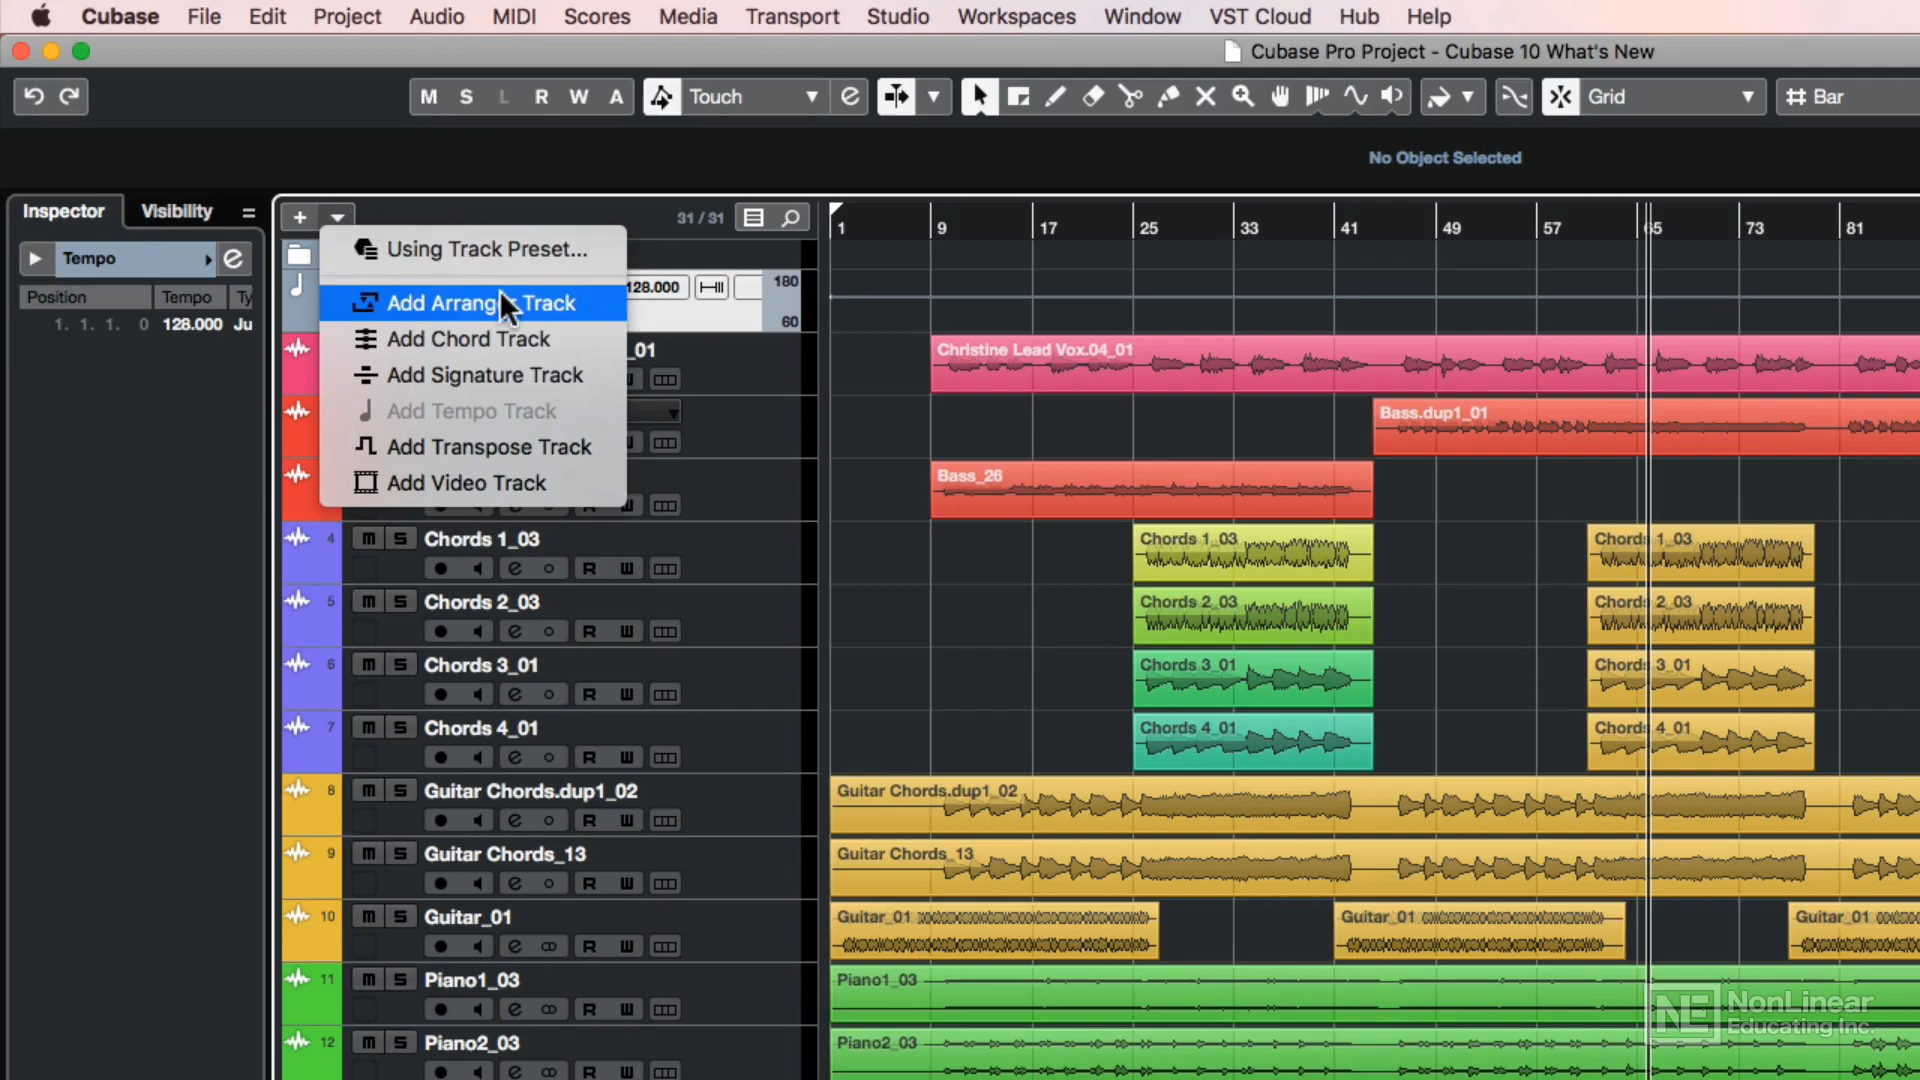 Cubase File Edit Project Audio MIDI Scores Media Transport Studio Workspaces Window VST Cloud Hub Help
Cubase Pro Project - Cubase 10 What's New
M S L R W A Touch Grid Bar
No Object Selected
Inspector Visibility
31 / 31
1 9 17 25 33 41 49 57 65 73 81
Tempo
Position Tempo Ty
1. 1. 1. 0 128.000 Ju
Using Track Preset...
Add Arranger Track
Add Chord Track
Add Signature Track
Add Tempo Track
Add Transpose Track
Add Video Track
128.000
180
60
_01
Christine Lead Vox.04_01
Bass.dup1_01
Bass_26
4 m S Chords 1_03
R W
Chords 1_03
Chords 1_03
5 m S Chords 2_03
R W
Chords 2_03
Chords 2_03
6 m S Chords 3_01
R W
Chords 3_01
Chords 3_01
7 m S Chords 4_01
R W
Chords 4_01
Chords 4_01
8 m S Guitar Chords.dup1_02
R W
Guitar Chords.dup1_02
9 m S Guitar Chords_13
R W
Guitar Chords_13
10 m S Guitar_01
R W
Guitar_01
Guitar_01
Guitar_01
11 m S Piano1_03
R W
Piano1_03
12 m S Piano2_03
R W
Piano2_03
NE NonLinear
Educating Inc.